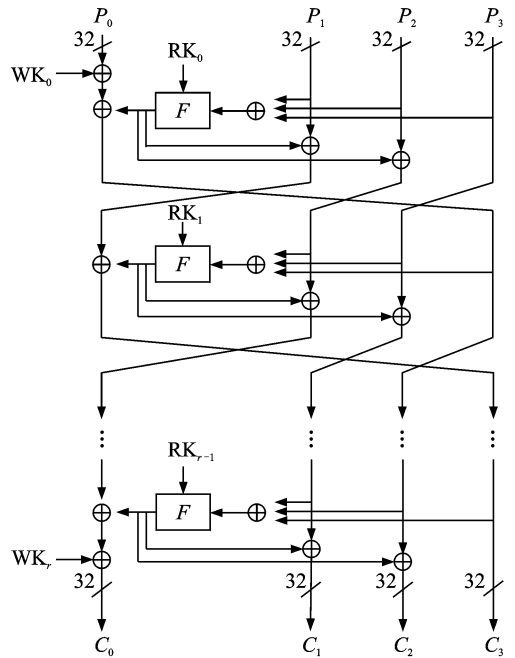 P₀ P₁ P₂ P₃
32 32 32 32
WK₀ RK₀
F
RK₁
F
RKᵣ₋₁
F
WKᵣ
32 32 32 32
C₀ C₁ C₂ C₃